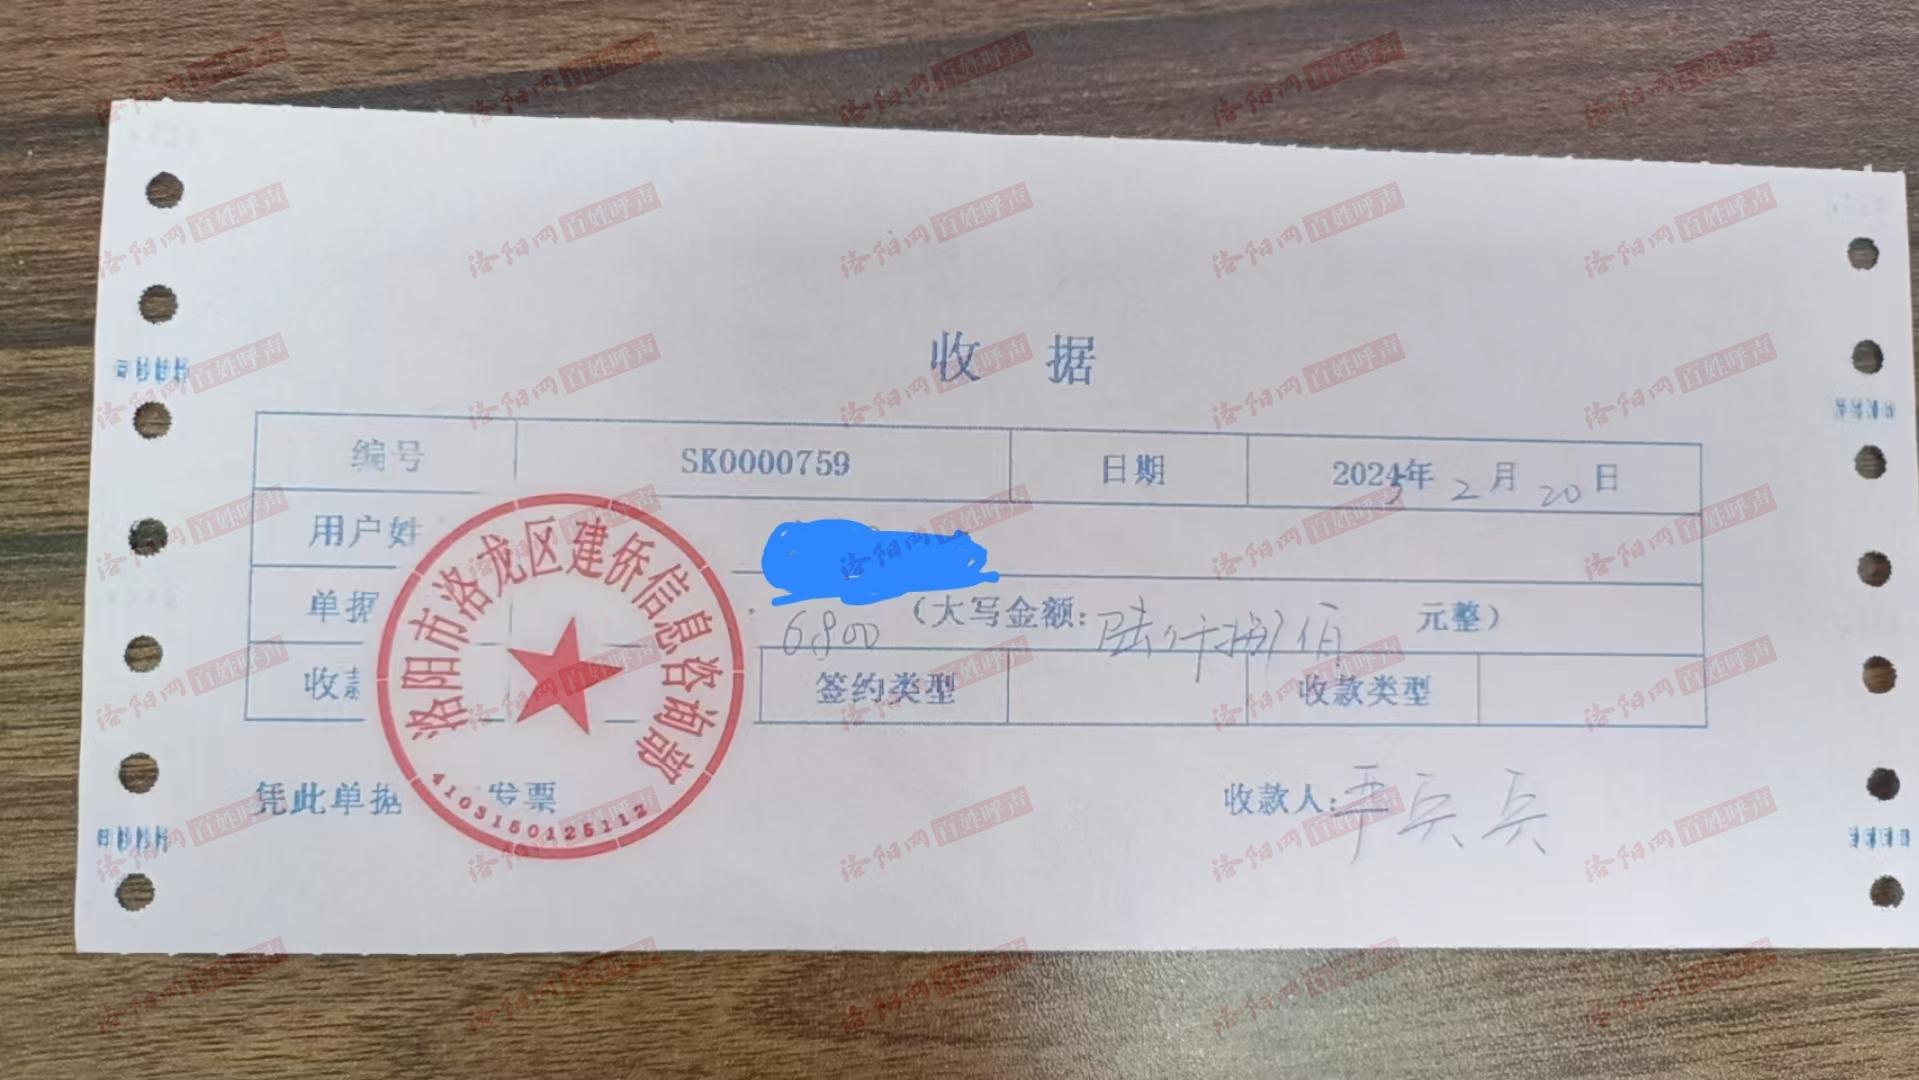 收 据
编号 SK0000759 日期 2024年 2月 20日
用户姓
单据 6800 (大写金额: 陆仟捌佰 元整)
收款 签约类型 收款类型
凭此单据 发票 收款人:
洛阳市洛龙区建侨信息咨询部
4103150125112
洛阳网 百姓呼声